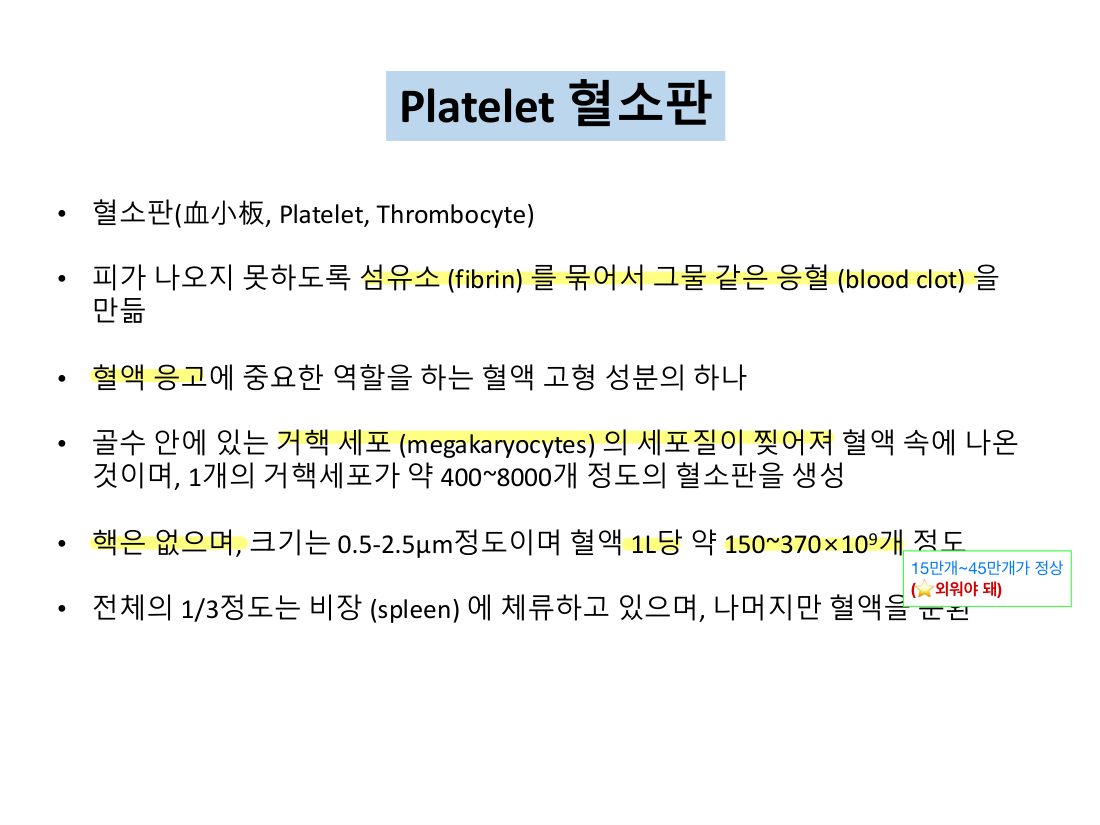 Platelet 혈소판
• 혈소판(血小板, Platelet, Thrombocyte)
• 피가 나오지 못하도록 섬유소 (fibrin) 를 묶어서 그물 같은 응혈 (blood clot) 을
만듦
• 혈액 응고에 중요한 역할을 하는 혈액 고형 성분의 하나
• 골수 안에 있는 거핵 세포 (megakaryocytes) 의 세포질이 찢어져 혈액 속에 나온
것이며, 1개의 거핵세포가 약 400~8000개 정도의 혈소판을 생성
• 핵은 없으며, 크기는 0.5-2.5μm정도이며 혈액 1L당 약 150~370×10⁹개 정도
15만개~45만개가 정상
(⭐외워야 돼)
• 전체의 1/3정도는 비장 (spleen) 에 체류하고 있으며, 나머지만 혈액을